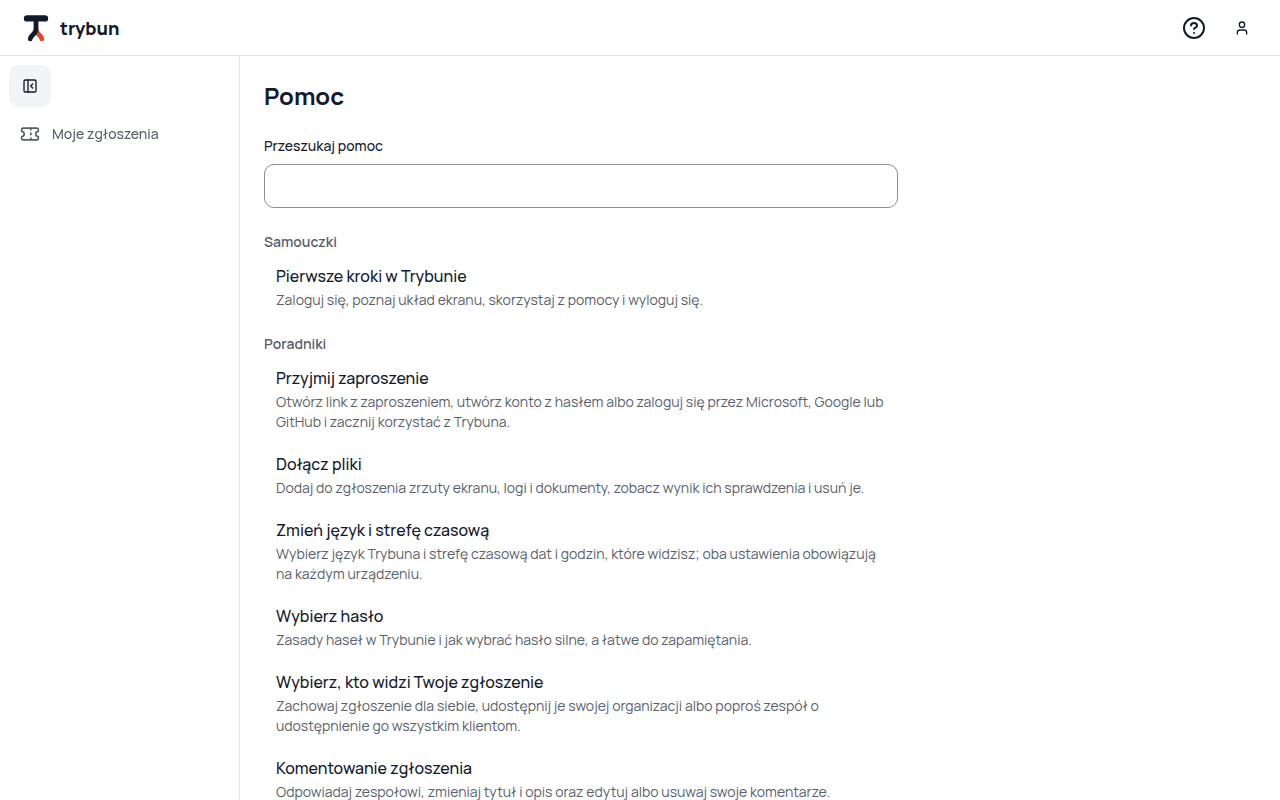 trybun
Moje zgłoszenia
Pomoc
Przeszukaj pomoc
Samouczki
Pierwsze kroki w Trybunie
Zaloguj się, poznaj układ ekranu, skorzystaj z pomocy i wyloguj się.
Poradniki
Przyjmij zaproszenie
Otwórz link z zaproszeniem, utwórz konto z hasłem albo zaloguj się przez Microsoft, Google lub
GitHub i zacznij korzystać z Trybuna.
Dołącz pliki
Dodaj do zgłoszenia zrzuty ekranu, logi i dokumenty, zobacz wynik ich sprawdzenia i usuń je.
Zmień język i strefę czasową
Wybierz język Trybuna i strefę czasową dat i godzin, które widzisz; oba ustawienia obowiązują
na każdym urządzeniu.
Wybierz hasło
Zasady haseł w Trybunie i jak wybrać hasło silne, a łatwe do zapamiętania.
Wybierz, kto widzi Twoje zgłoszenie
Zachowaj zgłoszenie dla siebie, udostępnij je swojej organizacji albo poproś zespół o
udostępnienie go wszystkim klientom.
Komentowanie zgłoszenia
Odpowiadaj zespołowi, zmieniaj tytuł i opis oraz edytuj albo usuwaj swoje komentarze.